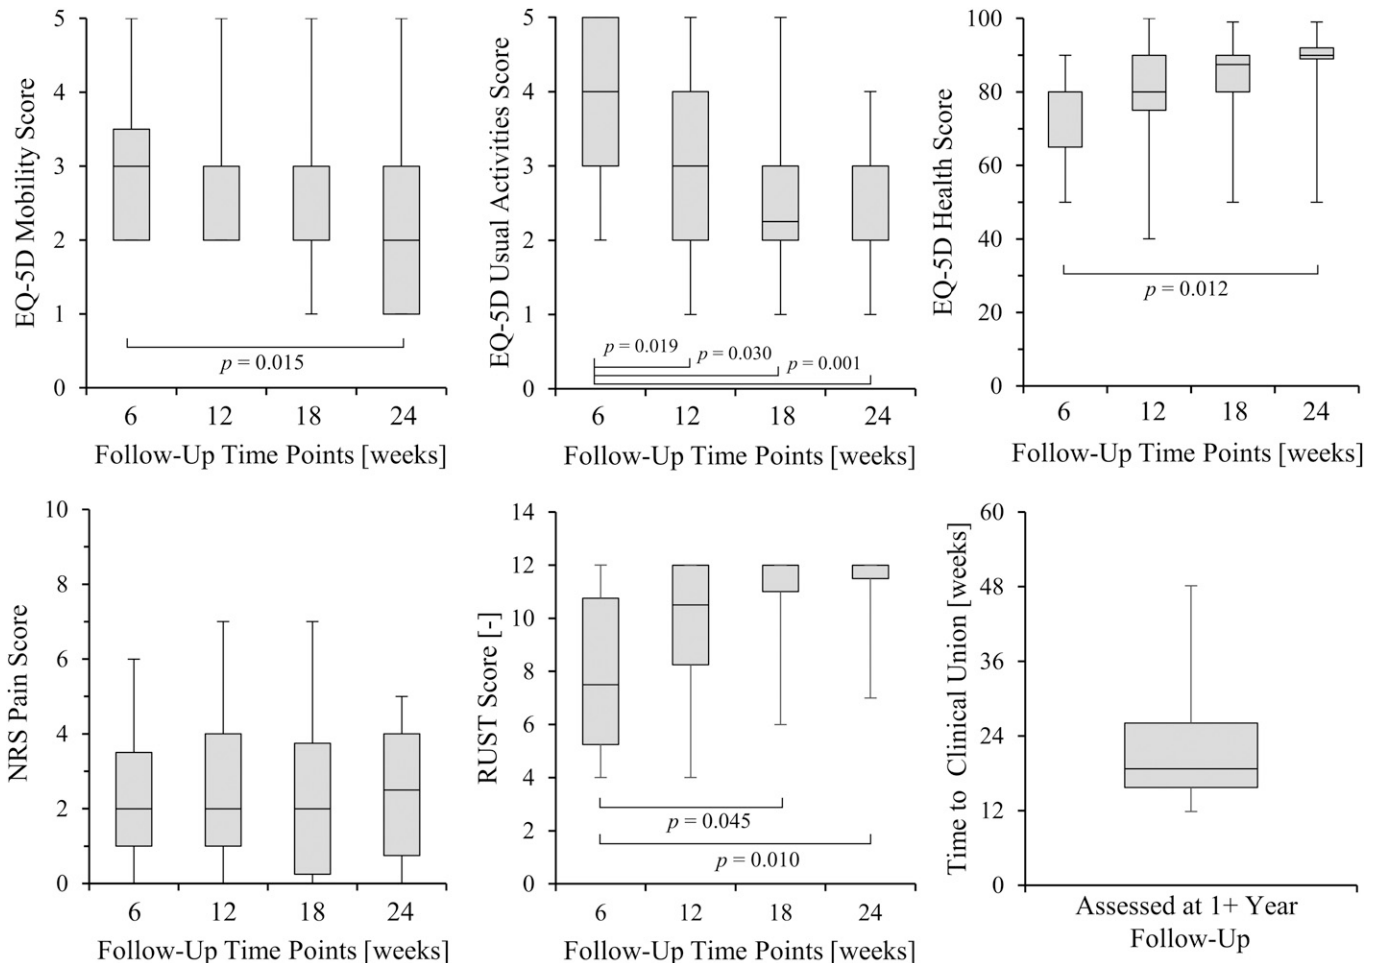 EQ-5D Mobility Score
5
4
3
2
1
0
p = 0.015
6 12 18 24
Follow-Up Time Points [weeks]
EQ-5D Usual Activities Score
5
4
3
2
1
0
p = 0.019
p = 0.030
p = 0.001
6 12 18 24
Follow-Up Time Points [weeks]
EQ-5D Health Score
100
80
60
40
20
0
p = 0.012
6 12 18 24
Follow-Up Time Points [weeks]
NRS Pain Score
10
8
6
4
2
0
6 12 18 24
Follow-Up Time Points [weeks]
RUST Score [-]
14
12
10
8
6
4
2
0
p = 0.045
p = 0.010
6 12 18 24
Follow-Up Time Points [weeks]
Time to Clinical Union [weeks]
60
48
36
24
12
0
Assessed at 1+ Year
Follow-Up